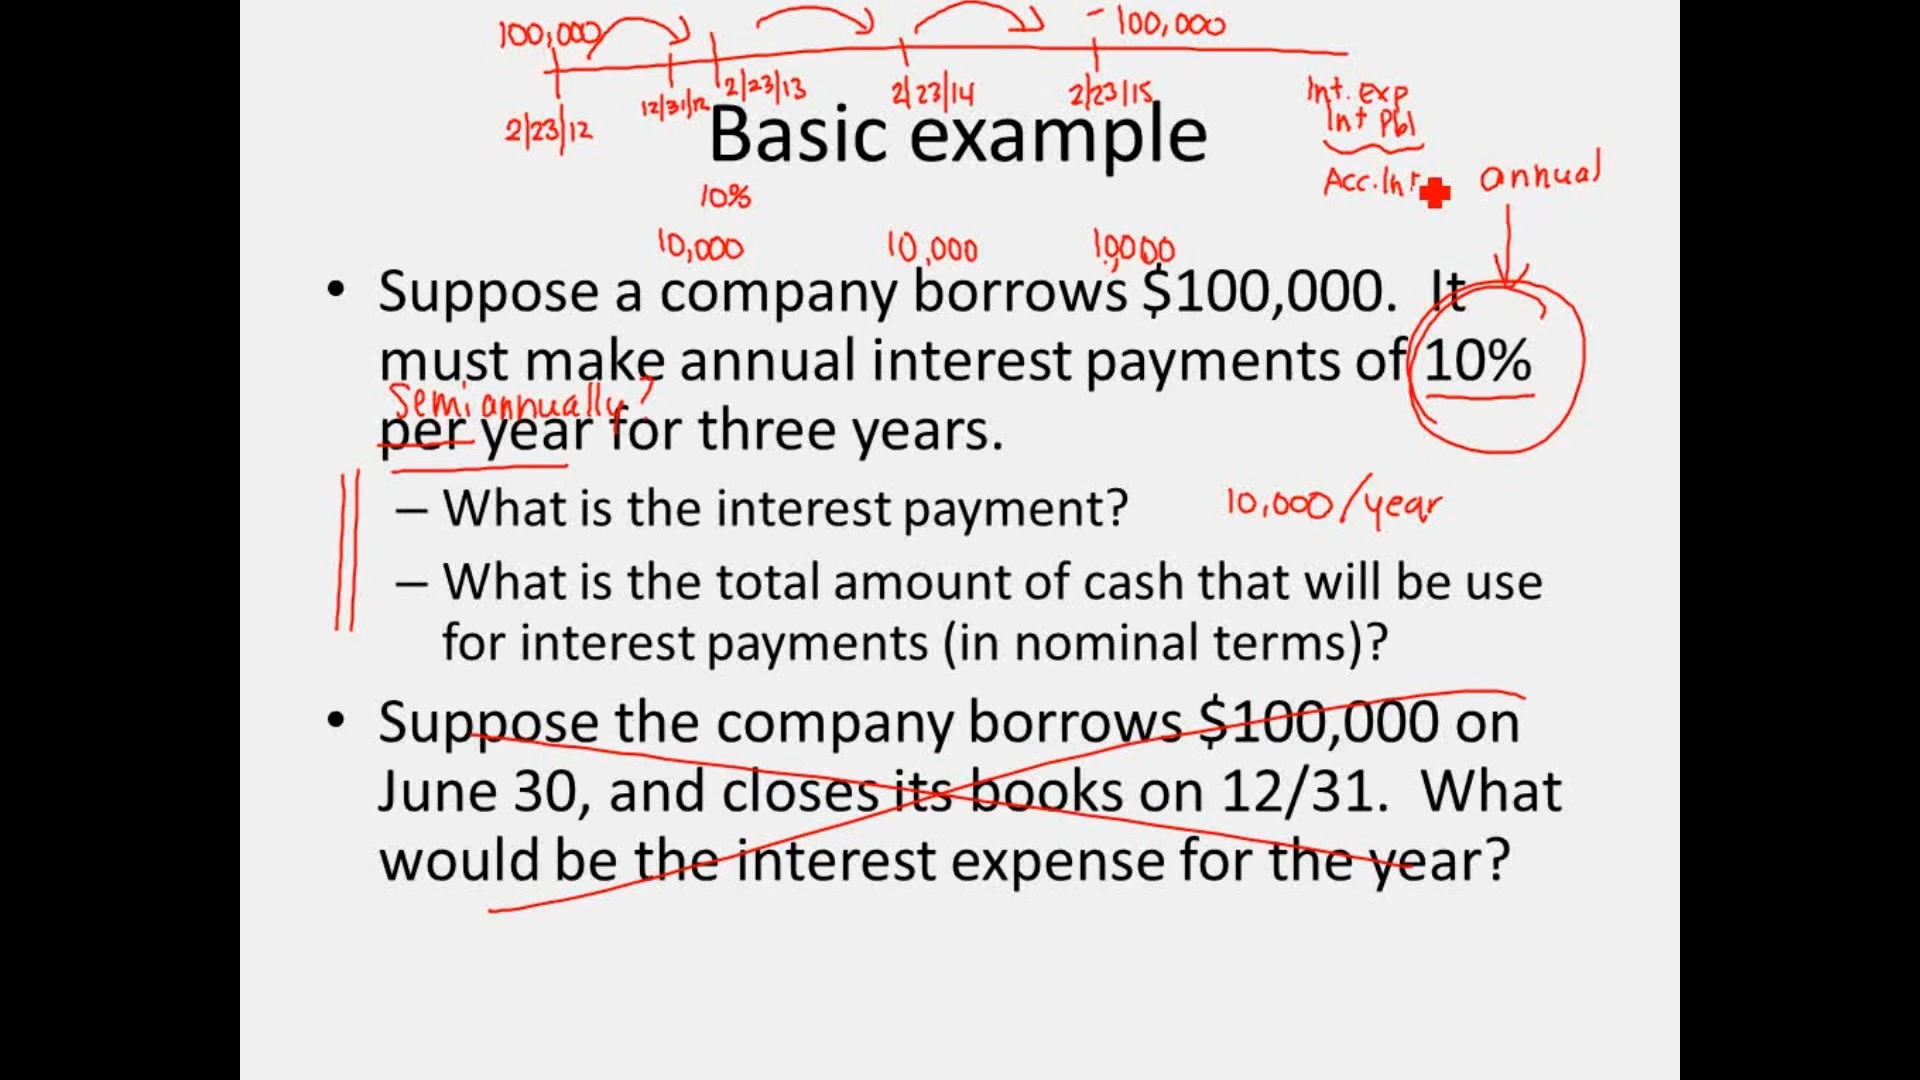 100,000
- 100,000
2/23/12
12/31/12
2/23/13
2/23/14
2/23/15
Int. Exp
Int Pbl
Basic example
Acc. Int
annual
10%
10,000
10,000
10,000
• Suppose a company borrows $100,000. It
must make annual interest payments of 10%
Semi annually?
per year for three years.
– What is the interest payment?
10,000/year
– What is the total amount of cash that will be use
for interest payments (in nominal terms)?
• Suppose the company borrows $100,000 on
June 30, and closes its books on 12/31. What
would be the interest expense for the year?